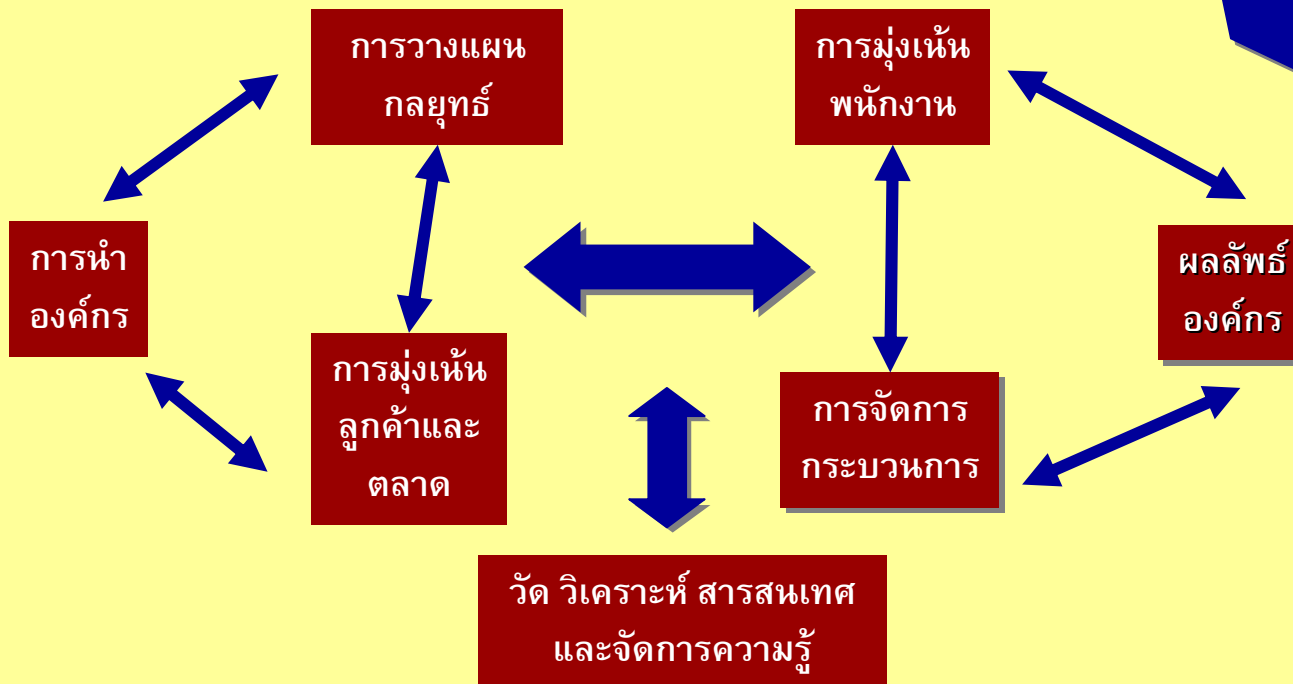 การวางแผน
กลยุทธ์
การมุ่งเน้น
พนักงาน
การนำ
องค์กร
ผลลัพธ์
องค์กร
การมุ่งเน้น
ลูกค้าและ
ตลาด
การจัดการ
กระบวนการ
วัด วิเคราะห์ สารสนเทศ
และจัดการความรู้